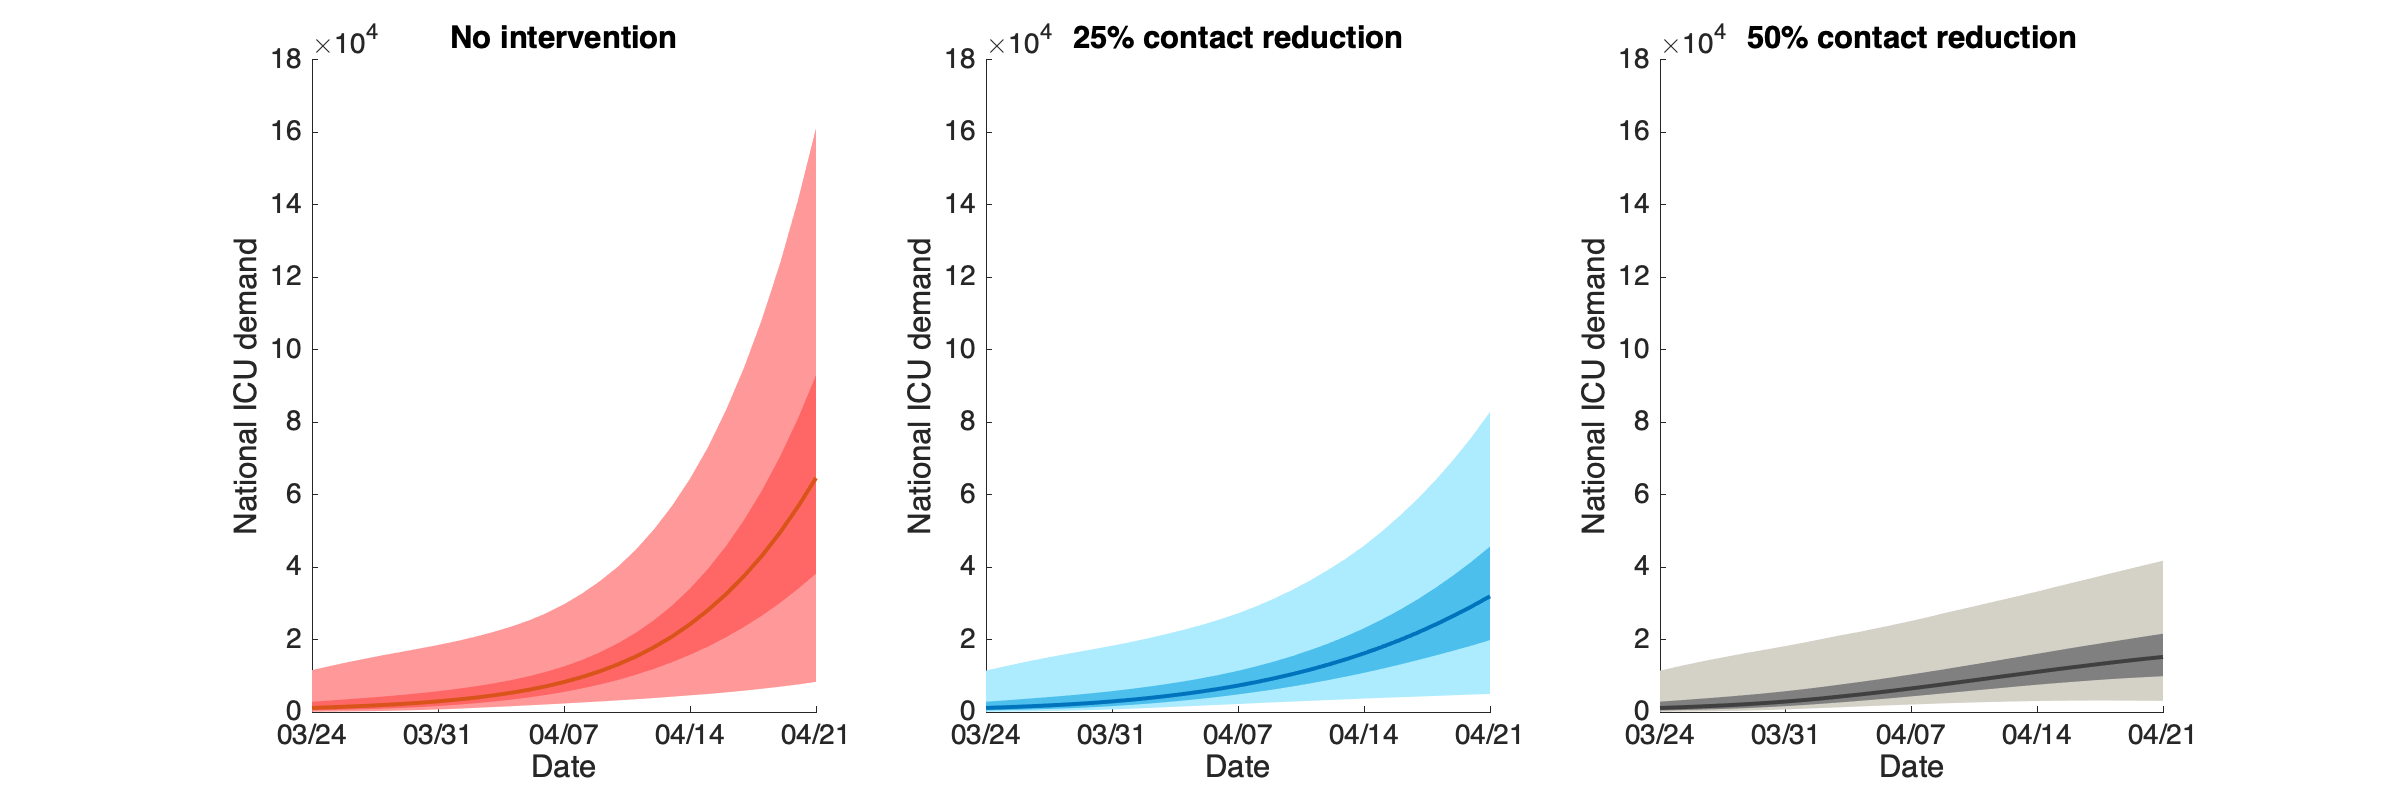 No intervention
×10⁴
18
16
14
12
10
8
6
4
2
0
National ICU demand
03/24 03/31 04/07 04/14 04/21
Date
25% contact reduction
×10⁴
18
16
14
12
10
8
6
4
2
0
National ICU demand
03/24 03/31 04/07 04/14 04/21
Date
50% contact reduction
×10⁴
18
16
14
12
10
8
6
4
2
0
National ICU demand
03/24 03/31 04/07 04/14 04/21
Date